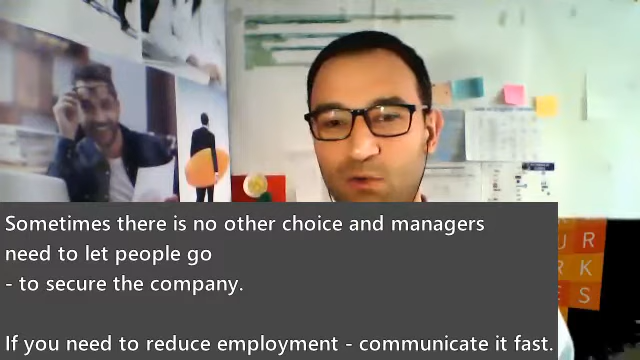 Sometimes there is no other choice and managers
need to let people go
- to secure the company.
If you need to reduce employment - communicate it fast.
U R
R K
E S